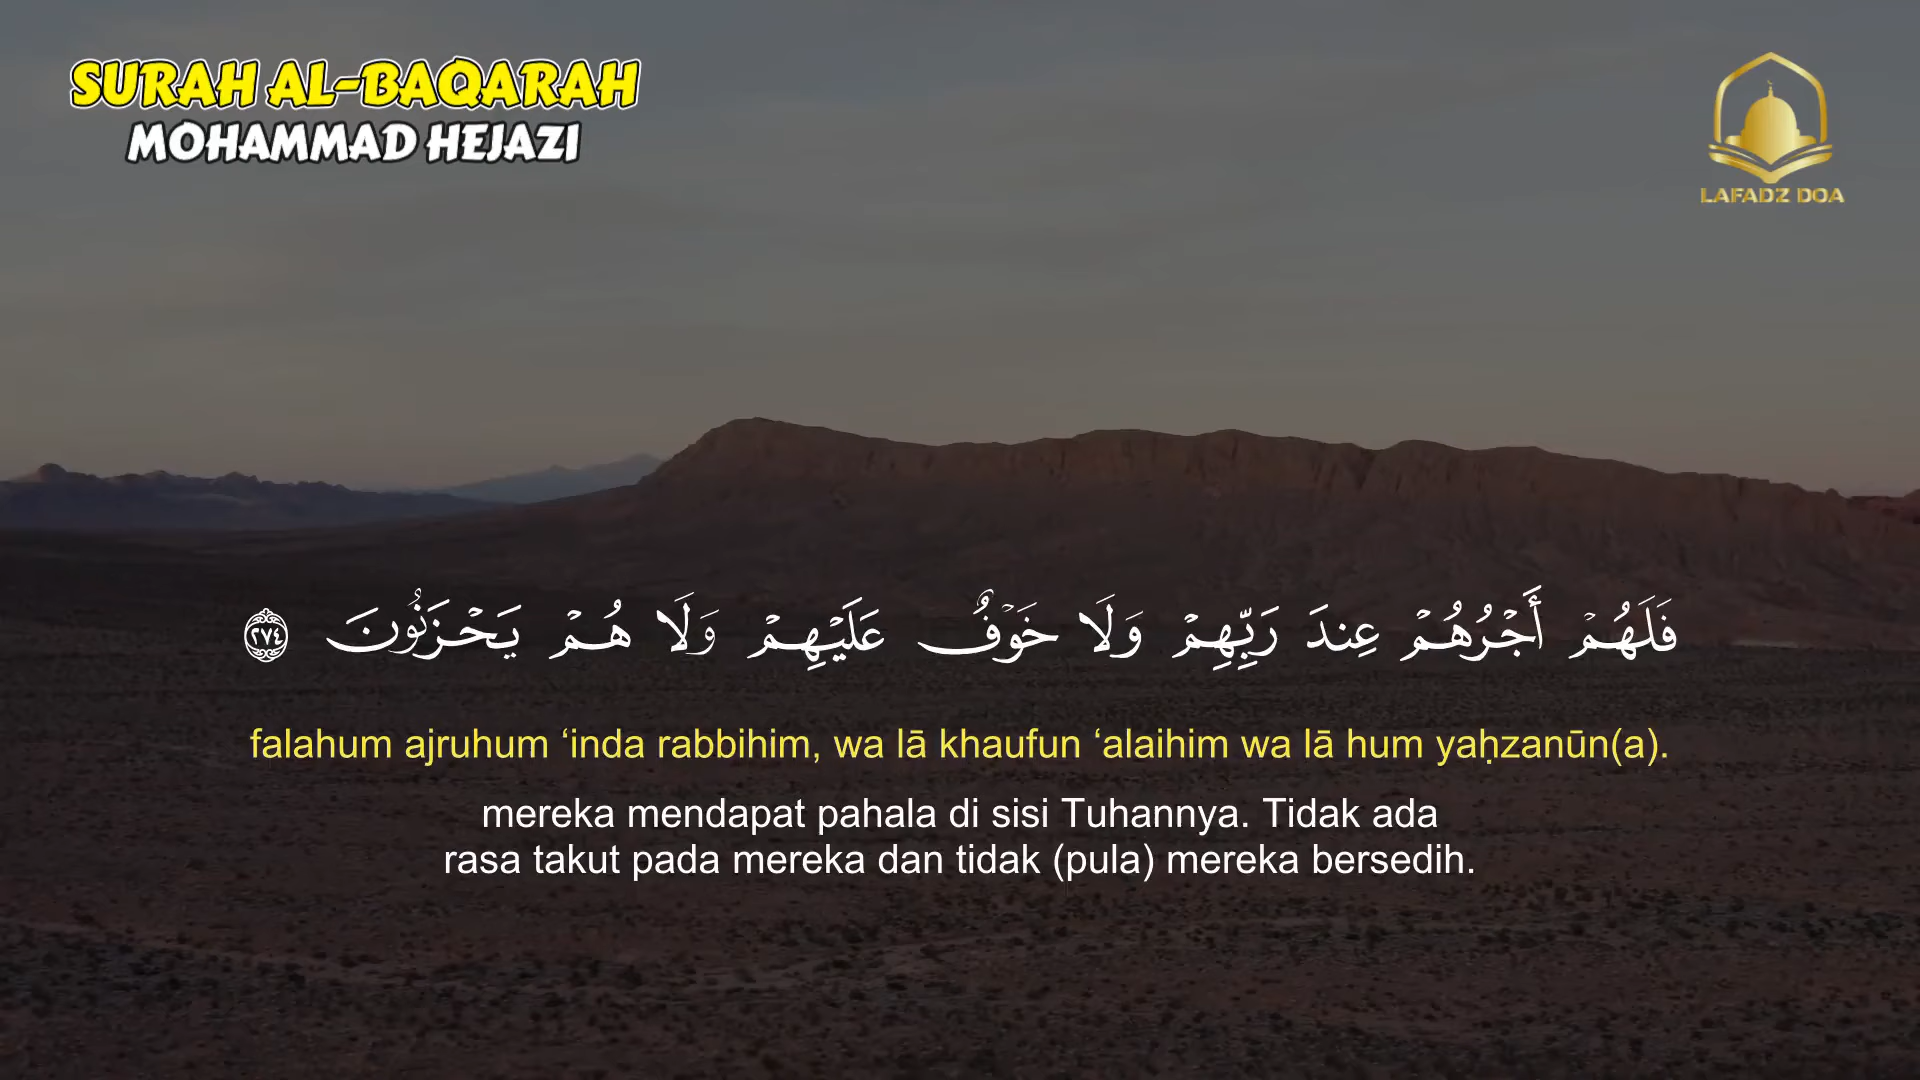 SURAH AL-BAQARAH
MOHAMMAD HEJAZI
LAFADZ DOA
فَلَهُمْ أَجْرُهُمْ عِندَ رَبِّهِمْ وَلَا خَوْفٌ عَلَيْهِمْ وَلَا هُمْ يَحْزَنُونَ ٢٧٤
falahum ajruhum ‘inda rabbihim, wa lā khaufun ‘alaihim wa lā hum yaḥzanūn(a).
mereka mendapat pahala di sisi Tuhannya. Tidak ada
rasa takut pada mereka dan tidak (pula) mereka bersedih.